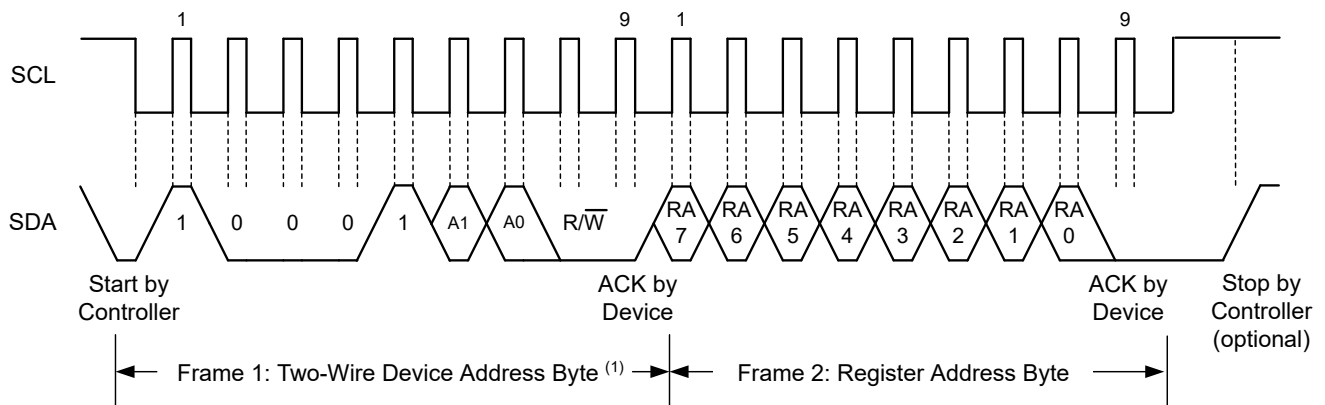 1 9 1 9
SCL
SDA
1 0 0 0 1 A1 A0 R/W̅ RA RA RA RA RA RA RA RA
7 6 5 4 3 2 1 0
Start by
Controller
ACK by
Device
ACK by
Device
Stop by
Controller
(optional)
Frame 1: Two-Wire Device Address Byte (1)
Frame 2: Register Address Byte